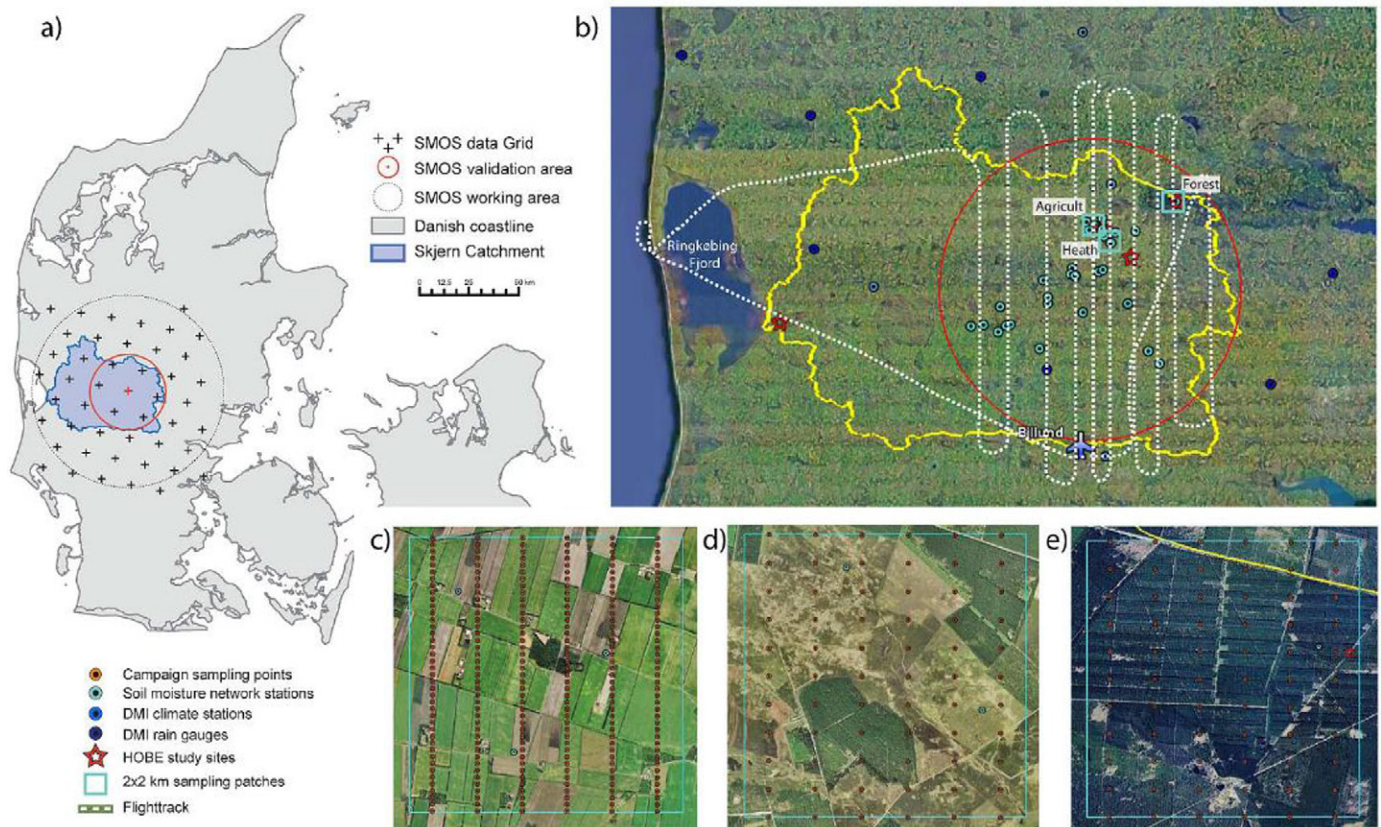 a)
SMOS data Grid
SMOS validation area
SMOS working area
Danish coastline
Skjern Catchment
0 12.5 25 50 km
Campaign sampling points
Soil moisture network stations
DMI climate stations
DMI rain gauges
HOBE study sites
2x2 km sampling patches
Flighttrack
b)
Forest
Agricult
Heath
Ringkøbing
Fjord
Billund
c)
d)
e)